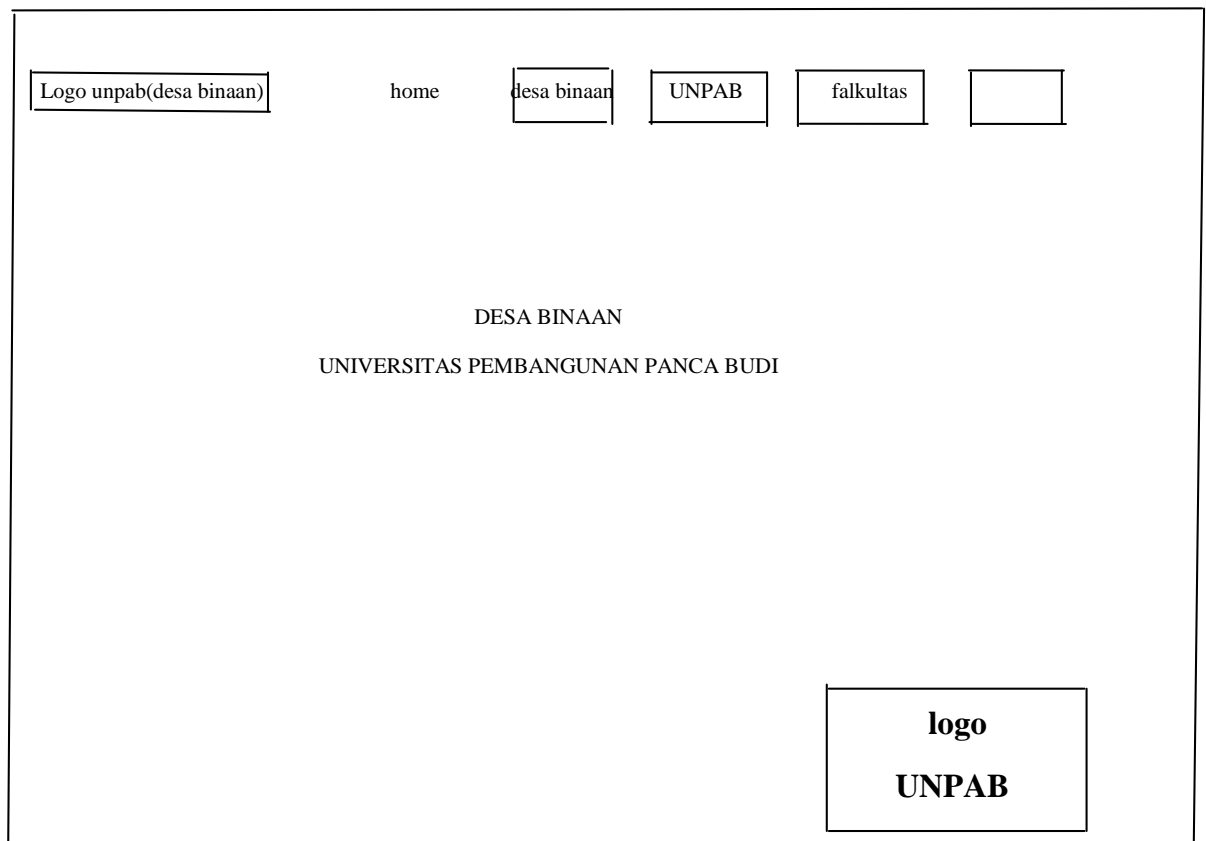 Logo unpab(desa binaan) home desa binaan UNPAB falkultas
DESA BINAAN
UNIVERSITAS PEMBANGUNAN PANCA BUDI
logo
UNPAB